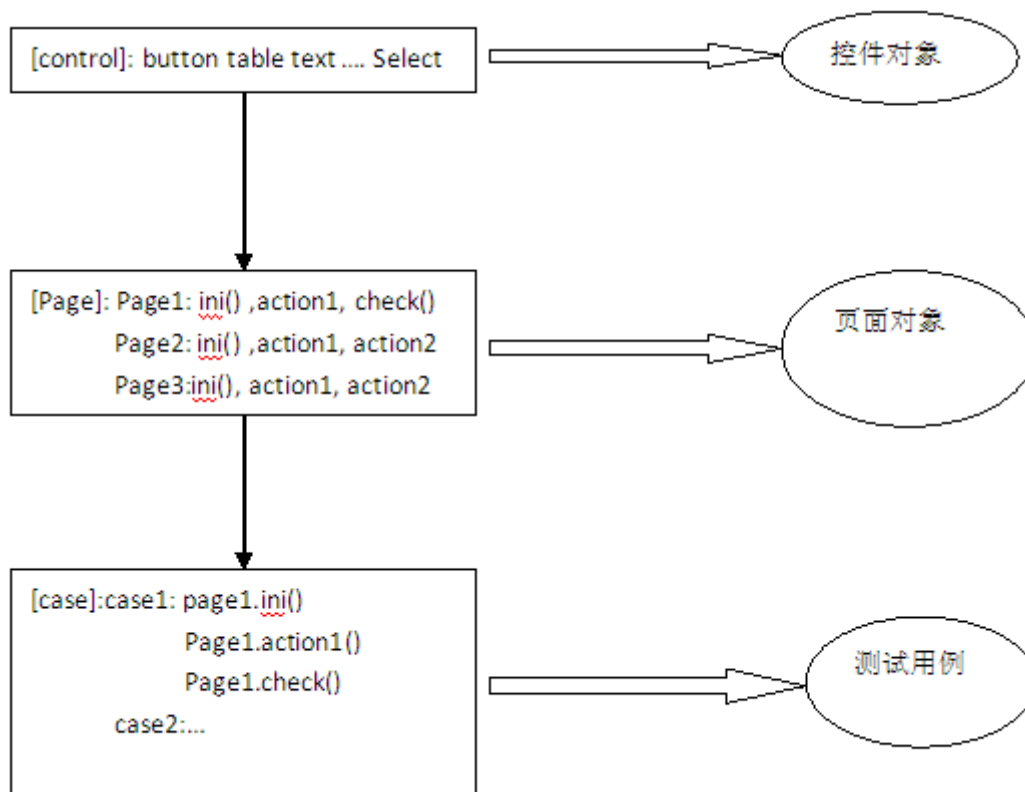 [control]: button table text .... Select
控件对象
[Page]: Page1: ini() ,action1, check()
Page2: ini() ,action1, action2
Page3:ini(), action1, action2
页面对象
[case]:case1: page1.ini()
Page1.action1()
Page1.check()
case2:...
测试用例